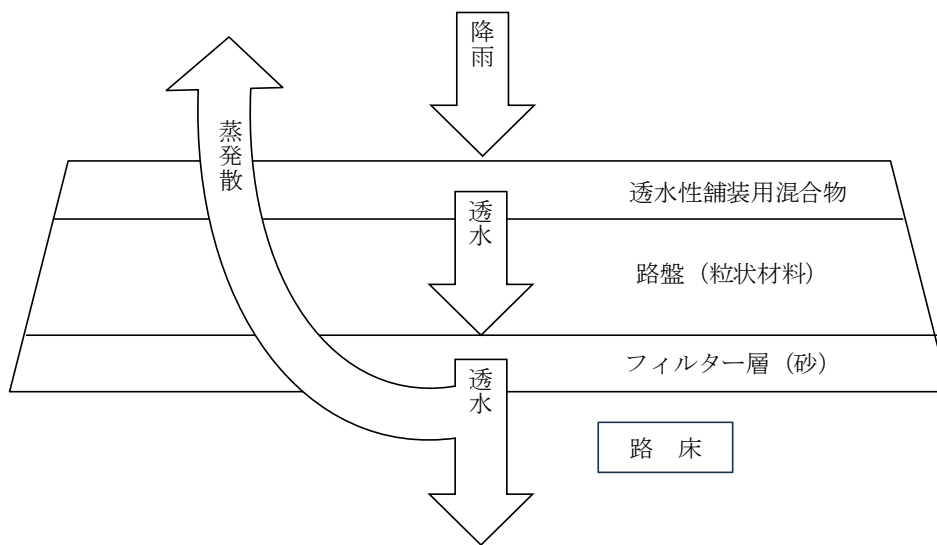 降雨
蒸発散
透水性舗装用混合物
透水
路盤（粒状材料）
フィルター層（砂）
透水
路　床